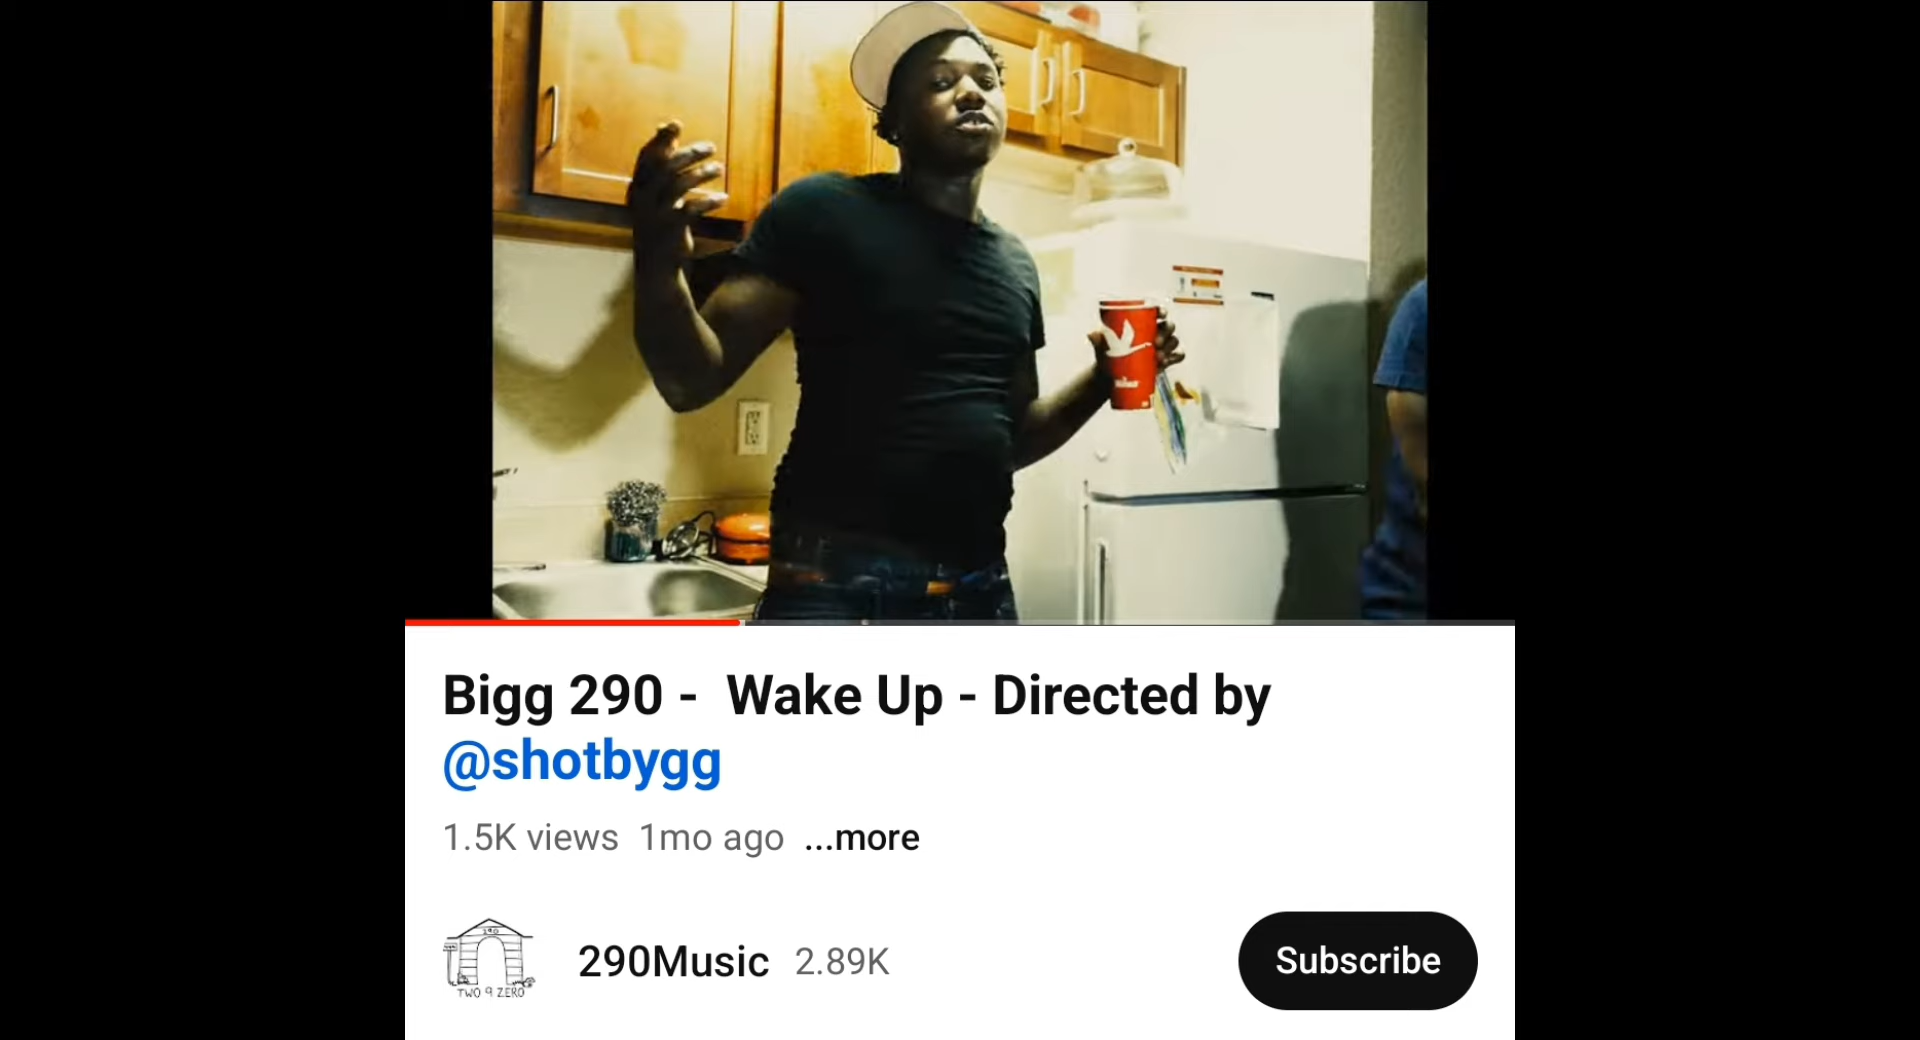 Bigg 290 -  Wake Up - Directed by
@shotbygg
1.5K views 1mo ago ...more
290
TWO 9 ZERO
290Music 2.89K
Subscribe